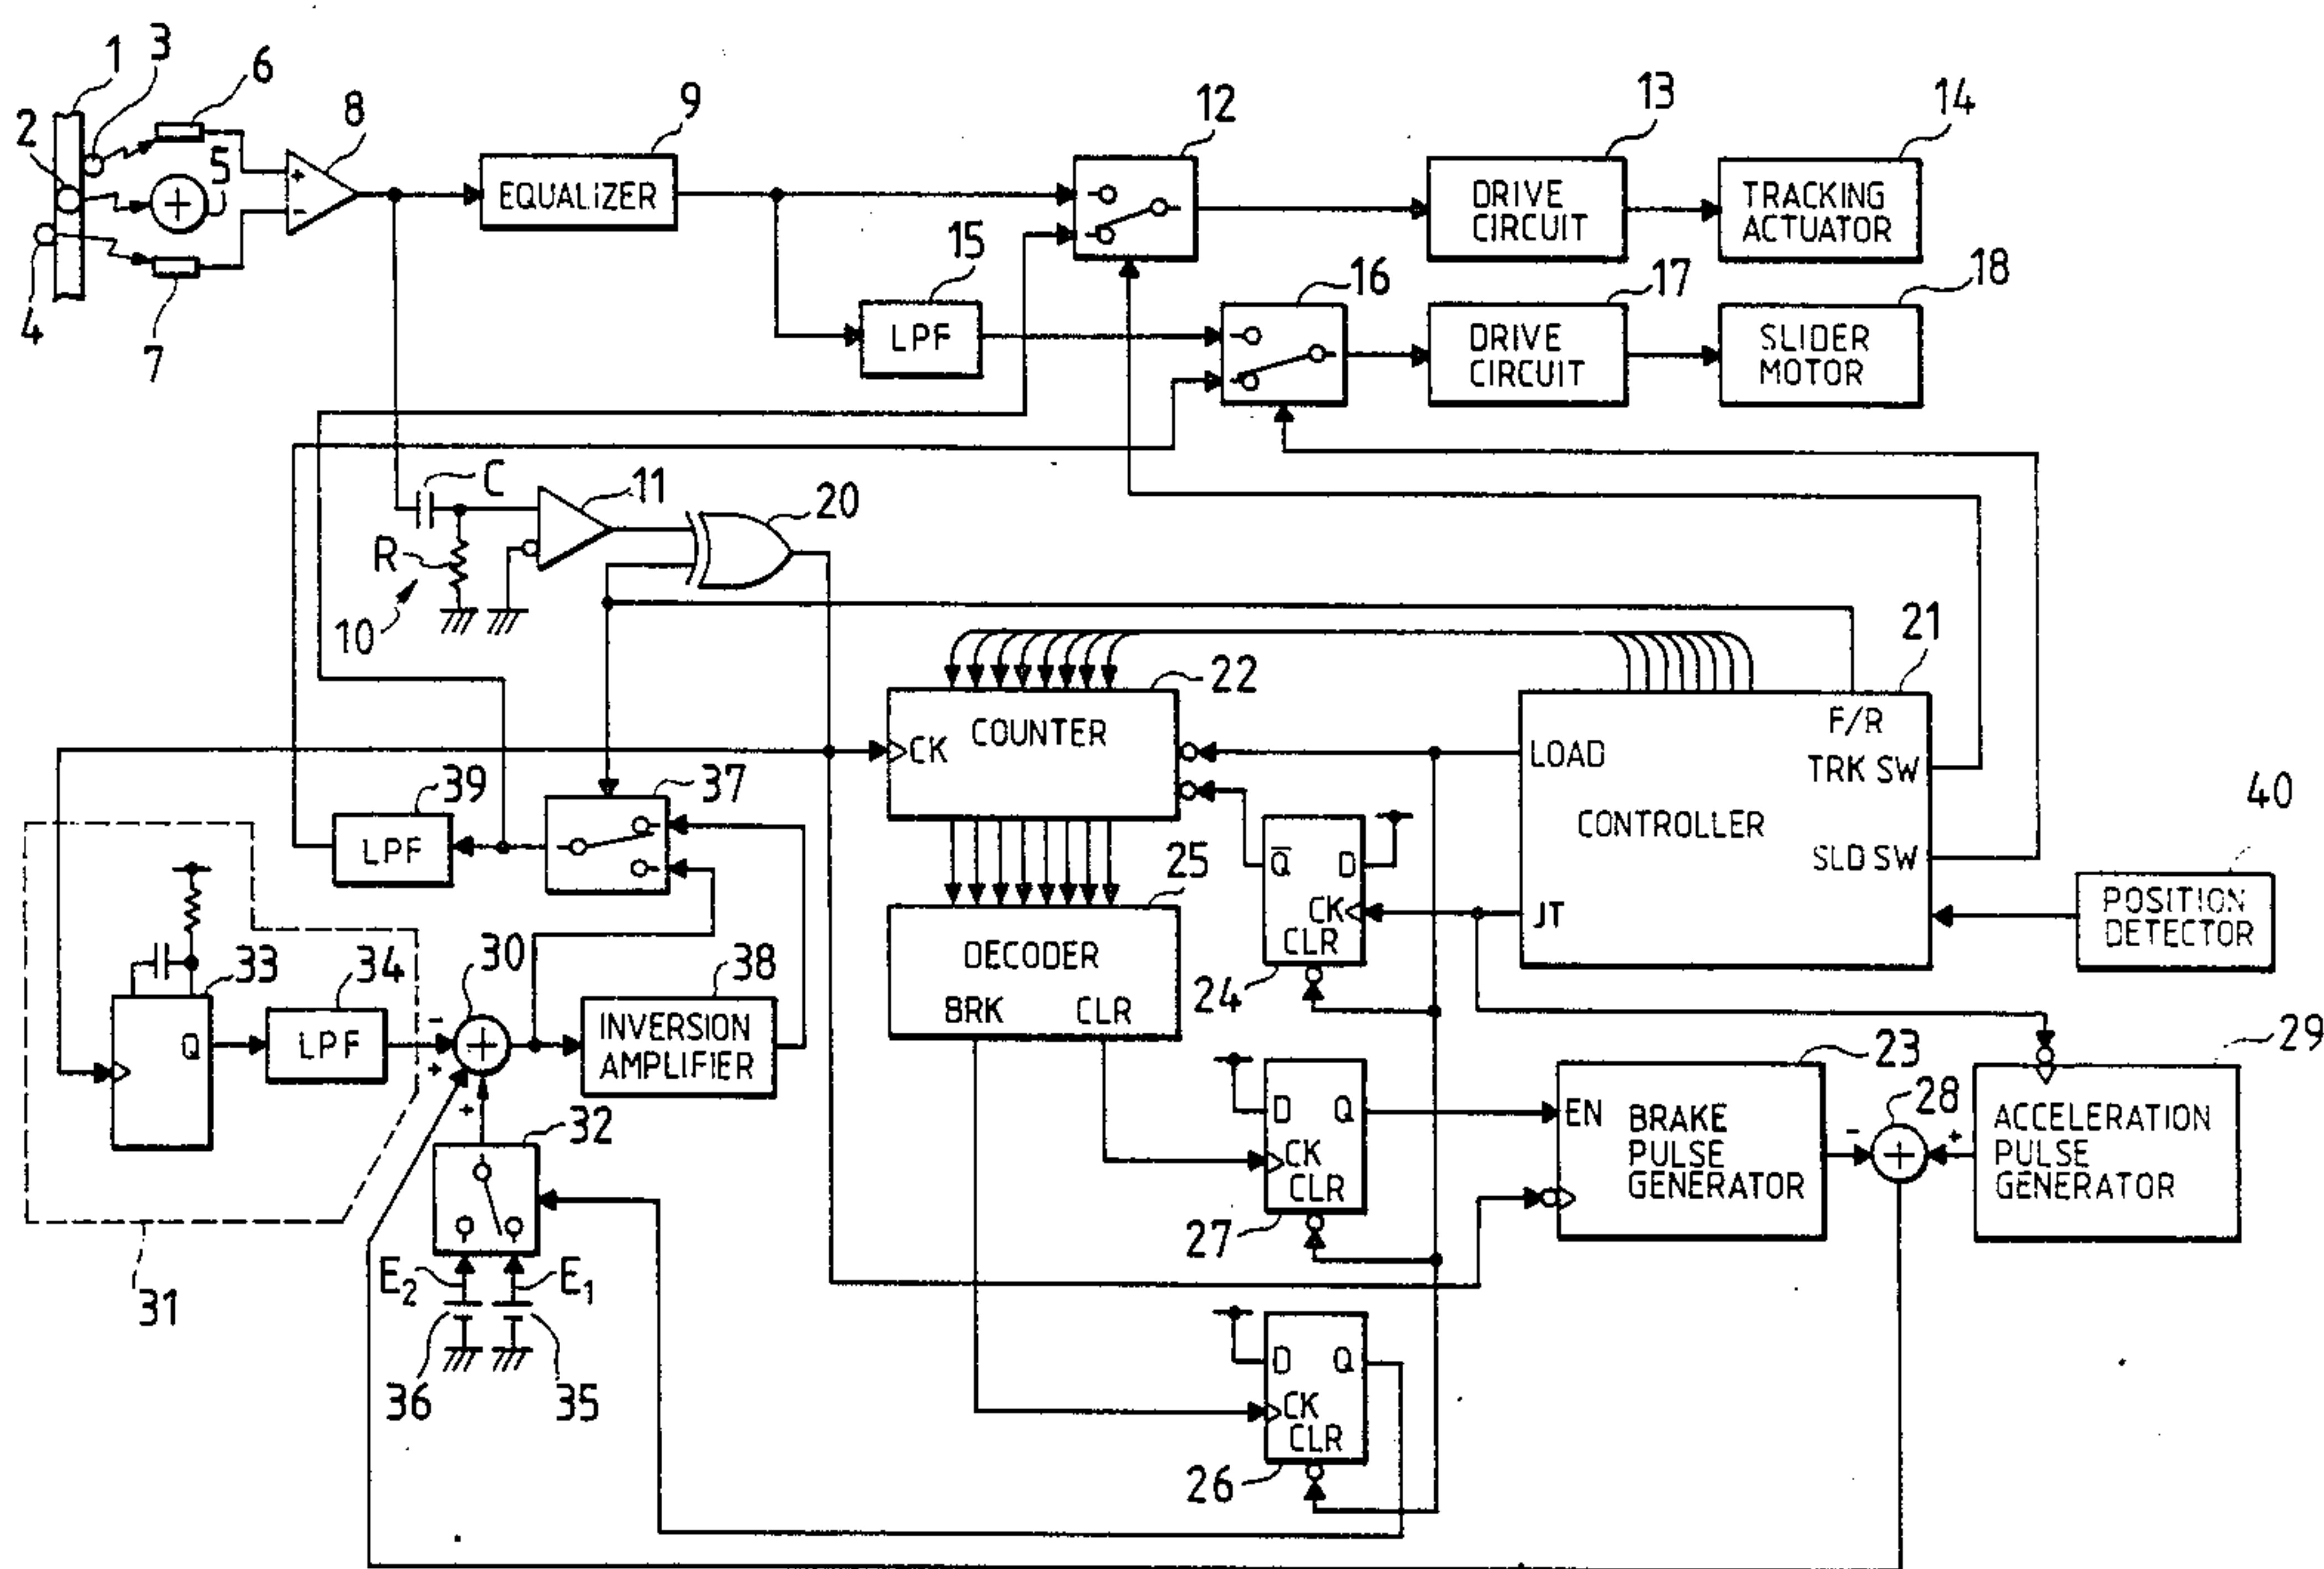 1
3
6
2
5
8
9
12
13
14
+
-
EQUALIZER
DRIVE
CIRCUIT
TRACKING
ACTUATOR
4
7
15
16
17
18
LPF
DRIVE
CIRCUIT
SLIDER
MOTOR
C
11
20
R
10
21
22
COUNTER
CK
F/R
LOAD
TRK SW
CONTROLLER
SLD SW
JT
39
LPF
37
40
POSITION
DETECTOR
25
DECODER
BRK
CLR
Q̅
D
CK
CLR
24
33
34
30
38
Q
LPF
-
+
+
INVERSION
AMPLIFIER
32
31
E2
E1
36
35
D
Q
CK
CLR
27
23
EN
BRAKE
PULSE
GENERATOR
28
-
+
29
ACCELERATION
PULSE
GENERATOR
D
Q
CK
CLR
26